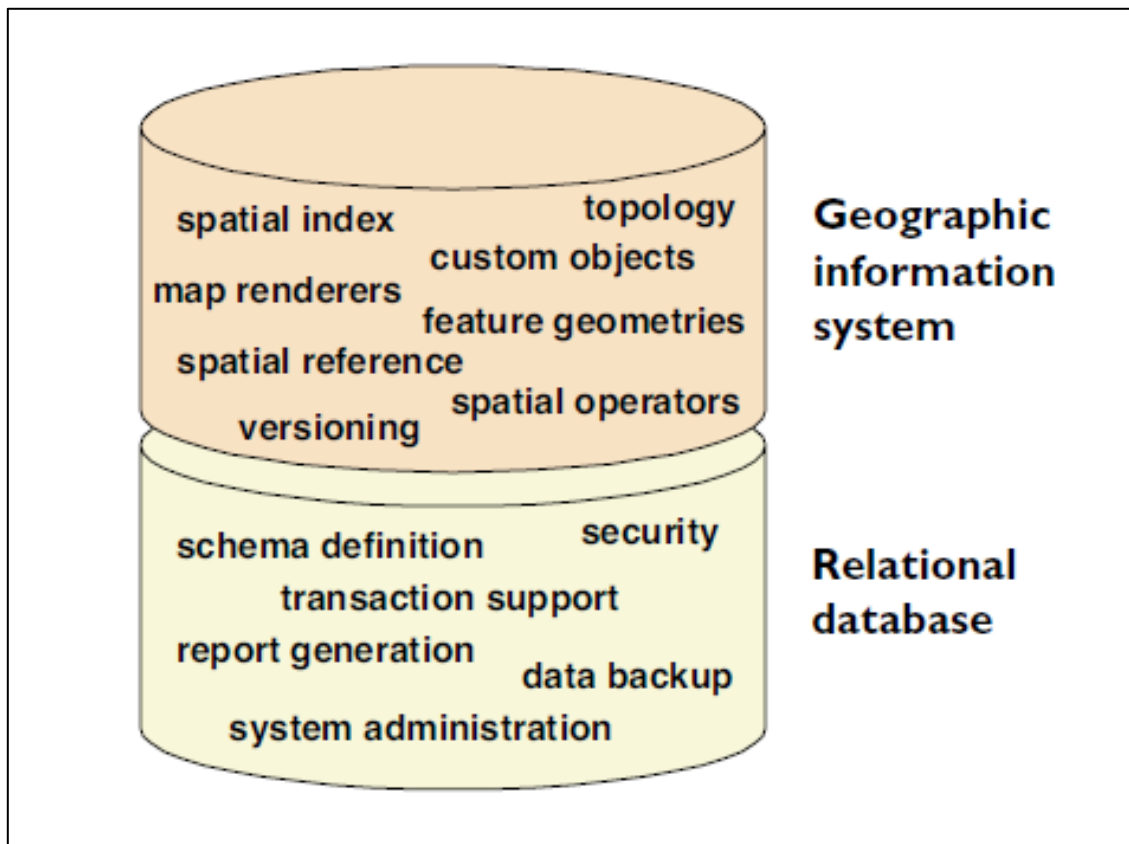 spatial index
topology
custom objects
map renderers
feature geometries
spatial reference
spatial operators
versioning
Geographic
information
system
schema definition
security
transaction support
report generation
data backup
system administration
Relational
database